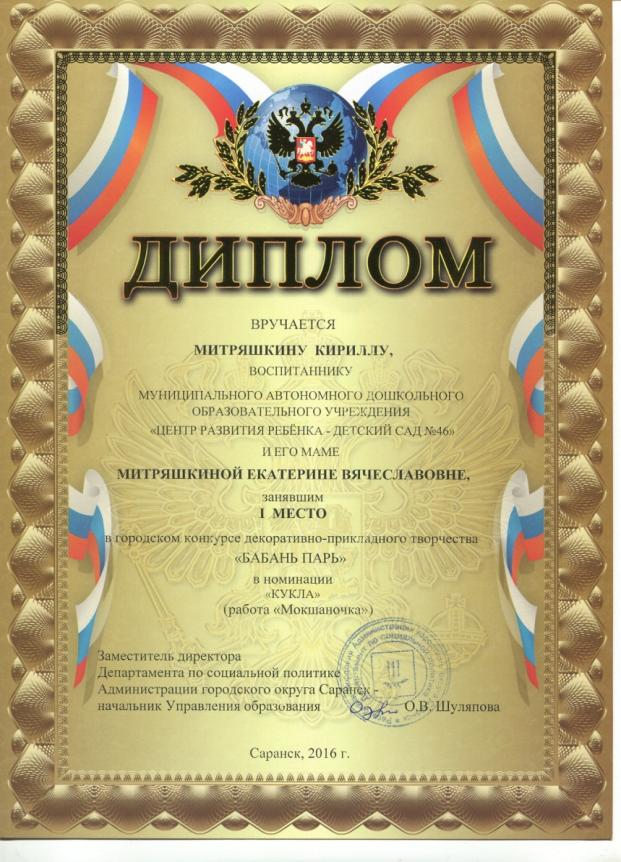 ДИПЛОМ
ВРУЧАЕТСЯ
МИТРЯШКИНУ КИРИЛЛУ,
ВОСПИТАННИКУ
МУНИЦИПАЛЬНОГО АВТОНОМНОГО ДОШКОЛЬНОГО
ОБРАЗОВАТЕЛЬНОГО УЧРЕЖДЕНИЯ
«ЦЕНТР РАЗВИТИЯ РЕБЁНКА - ДЕТСКИЙ САД №46»
И ЕГО МАМЕ
МИТРЯШКИНОЙ ЕКАТЕРИНЕ ВЯЧЕСЛАВОВНЕ,
занявшим
I МЕСТО
в городском конкурсе декоративно-прикладного творчества
«БАБАНЬ ПАРЬ»
в номинации
«КУКЛА»
(работа «Мокшаночка»)
Заместитель директора
Департамента по социальной политике
Администрации городского округа Саранск -
начальник Управления образования О.В. Шуляпова
Саранск, 2016 г.